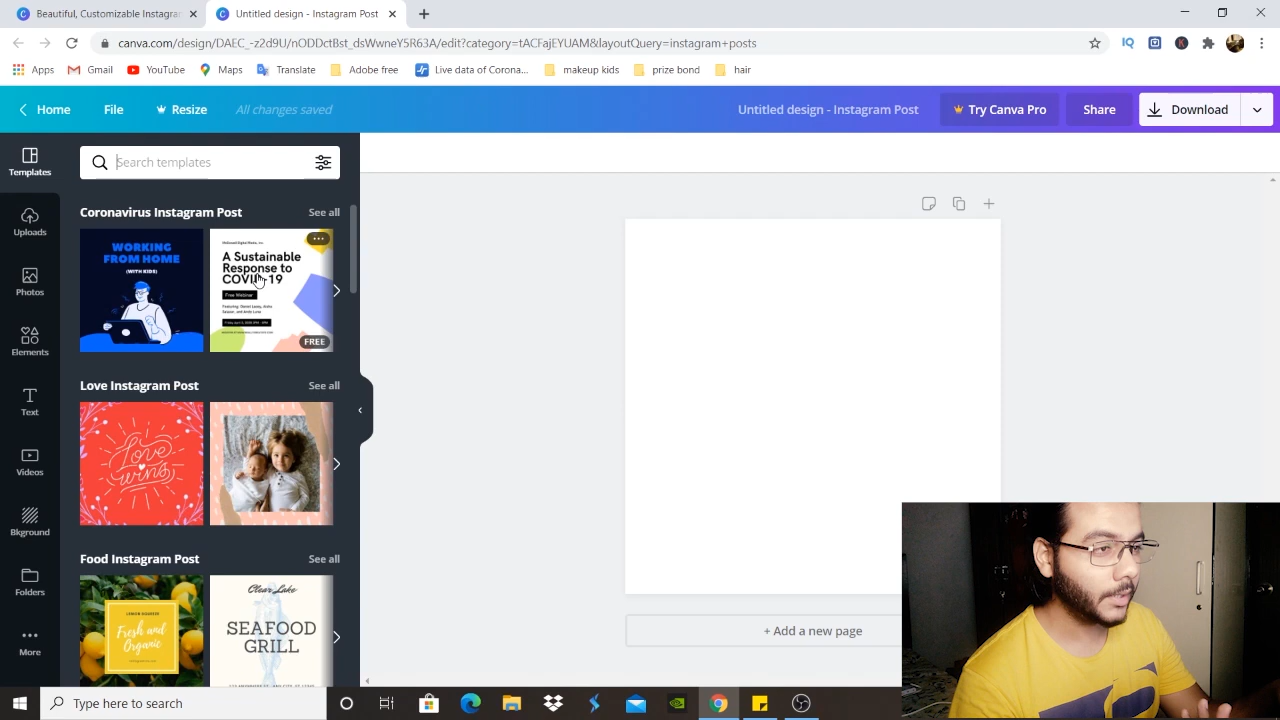 Beautiful, Customizable Instagra
Untitled design - Instagram Post
canva.com/design/DAEC_-z2d9U/nODDctBst_dsWwneY5R63A/edit?category=tACFajEYUAM&layoutQuery=instagram+posts
Apps
Gmail
YouTube
Maps
Translate
Adobe free
Live data of Corona...
makeup kids
prize bond
hair
Home
File
Resize
All changes saved
Untitled design - Instagram Post
Try Canva Pro
Share
Download
Templates
Uploads
Photos
Elements
Text
Videos
Bkground
Folders
More
Search templates
Coronavirus Instagram Post
See all
WORKING
FROM HOME
(WITH KIDS)
A Sustainable
Response to
COVID-19
Free Webinar
FREE
Love Instagram Post
See all
Love
wins
Food Instagram Post
See all
Fresh and
Organic
Clear Lake
SEAFOOD
GRILL
+ Add a new page
Type here to search